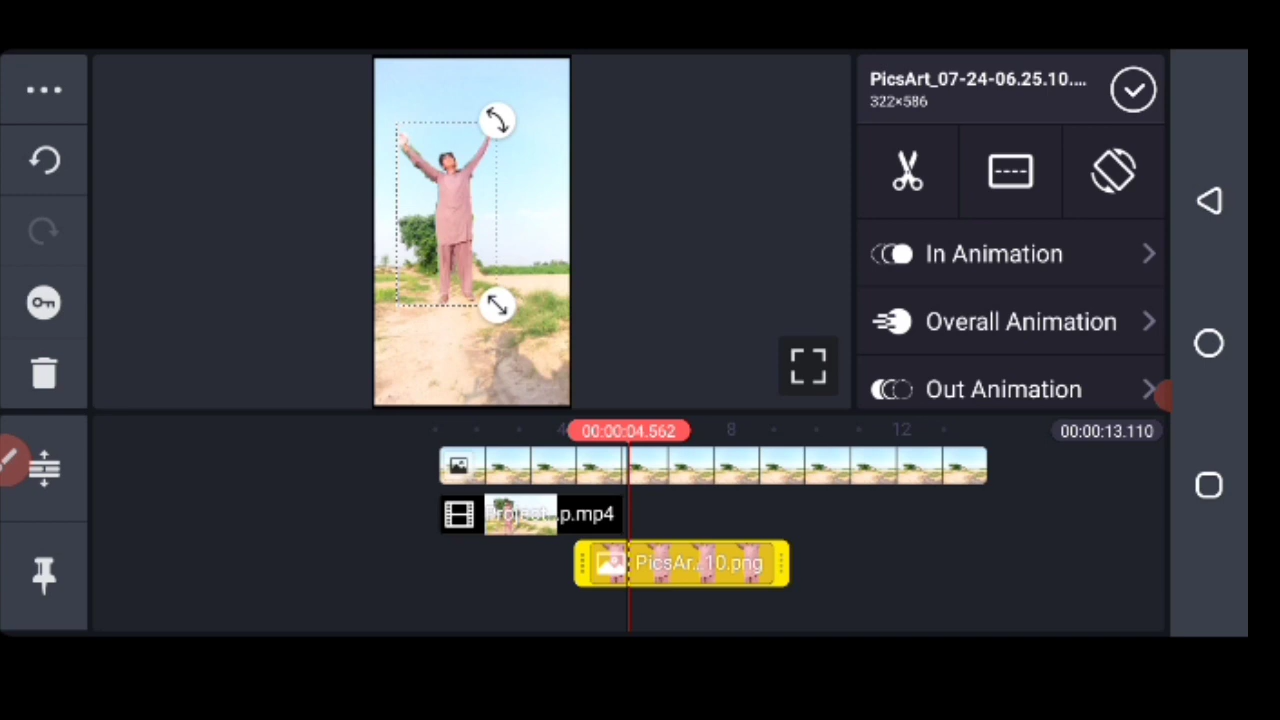 PicsArt_07-24-06.25.10....
322×586
In Animation
Overall Animation
Out Animation
4
00:00:04.562
8
12
00:00:13.110
Project...p.mp4
PicsAr...10.png